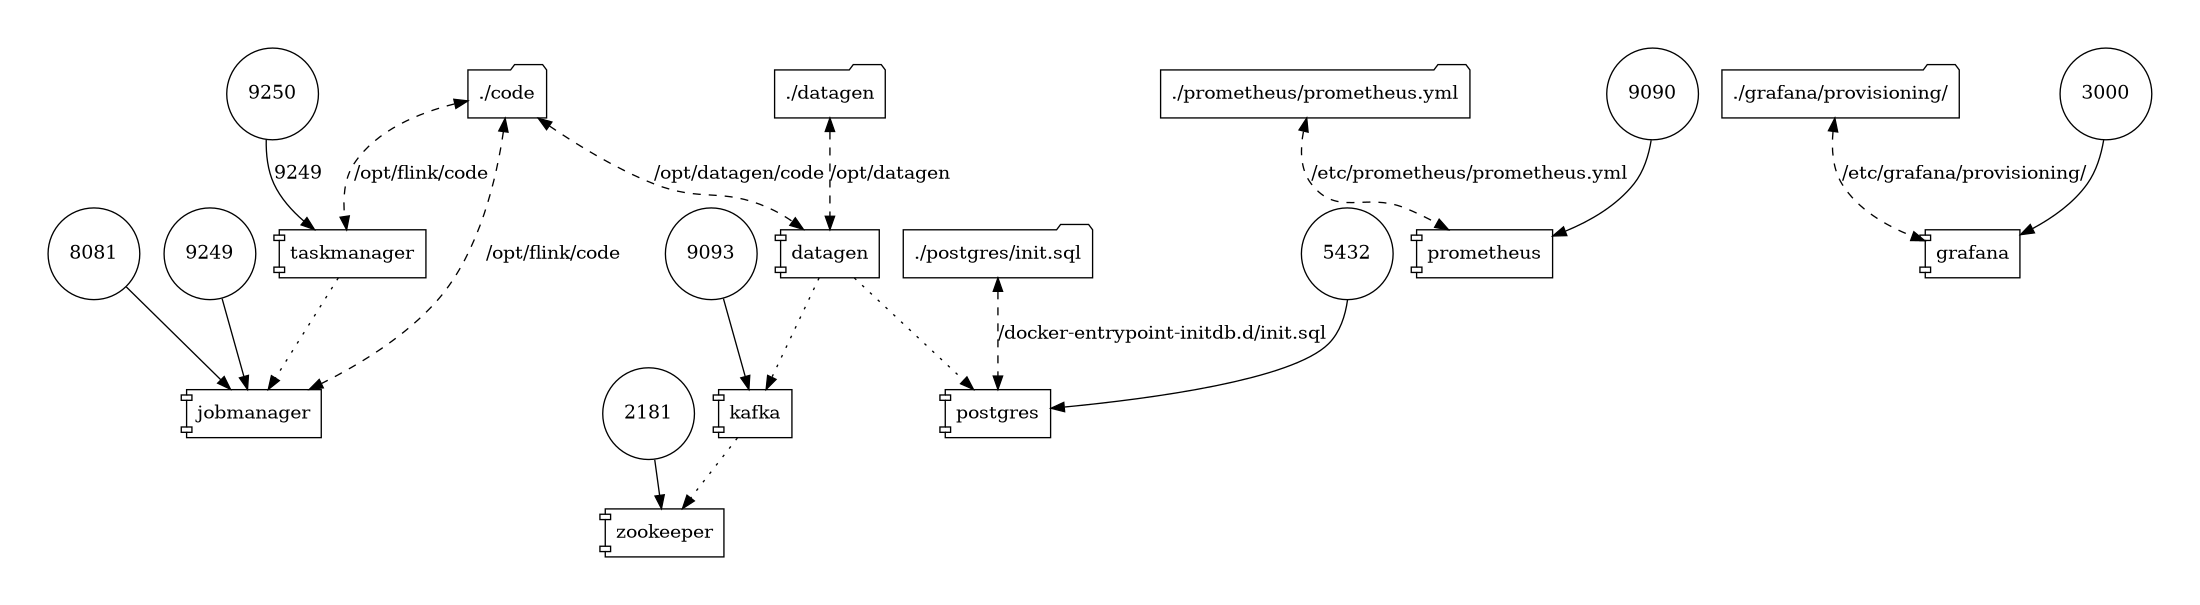 9250
./code
./datagen
./prometheus/prometheus.yml
9090
./grafana/provisioning/
3000
9249
/opt/flink/code
/opt/datagen/code
/opt/datagen
/etc/prometheus/prometheus.yml
/etc/grafana/provisioning/
8081
9249
taskmanager
/opt/flink/code
9093
datagen
./postgres/init.sql
5432
prometheus
grafana
/docker-entrypoint-initdb.d/init.sql
jobmanager
2181
kafka
postgres
zookeeper